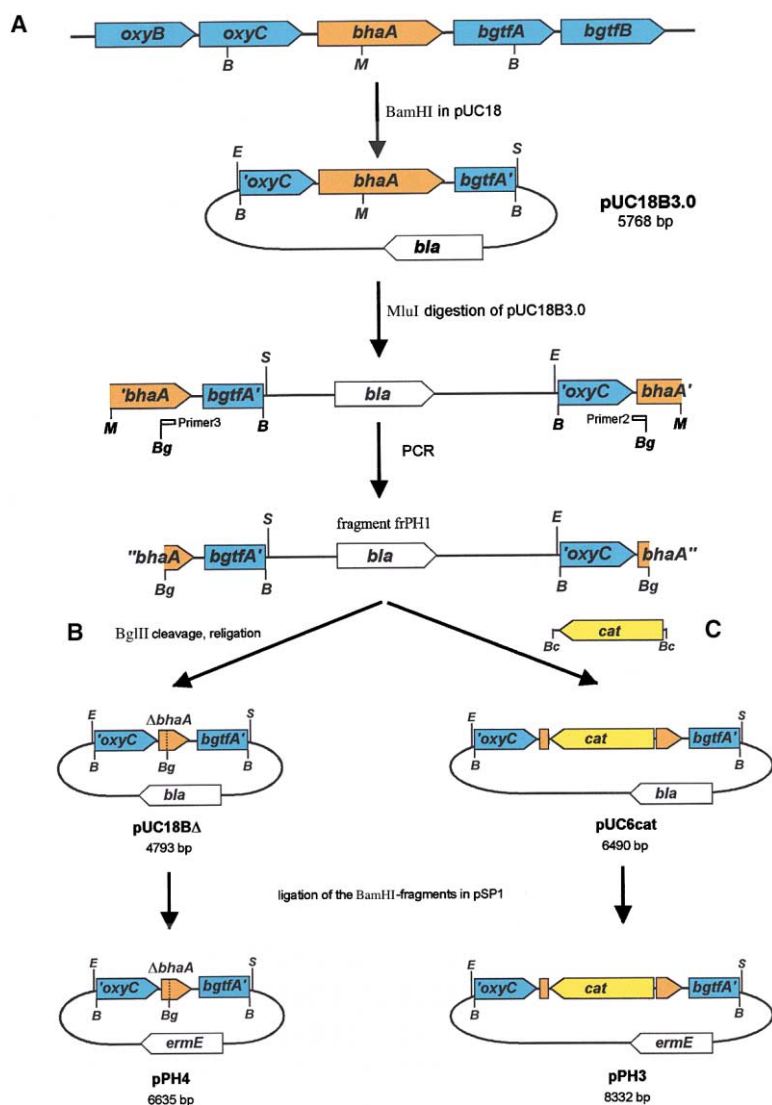 A
oxyB oxyC bhaA bgtfA bgtfB
B M B
BamHI in pUC18
E S
'oxyC bhaA bgtfA'
B M B
bla
pUC18B3.0
5768 bp
MluI digestion of pUC18B3.0
S E
'bhaA bgtfA' bla 'oxyC bhaA'
M B B M
Primer3 Primer2
Bg Bg
PCR
fragment frPH1
S E
"bhaA bgtfA' bla 'oxyC bhaA"
Bg B B Bg
B BglII cleavage, religation
cat C
Bc Bc
E ΔbhaA S
'oxyC bgtfA'
B Bg B
bla
pUC18BΔ
4793 bp
E S
'oxyC cat bgtfA'
B B
bla
pUC6cat
6490 bp
ligation of the BamHI-fragments in pSP1
E ΔbhaA S
'oxyC bgtfA'
B Bg B
ermE
pPH4
6635 bp
E S
'oxyC cat bgtfA'
B B
ermE
pPH3
8332 bp